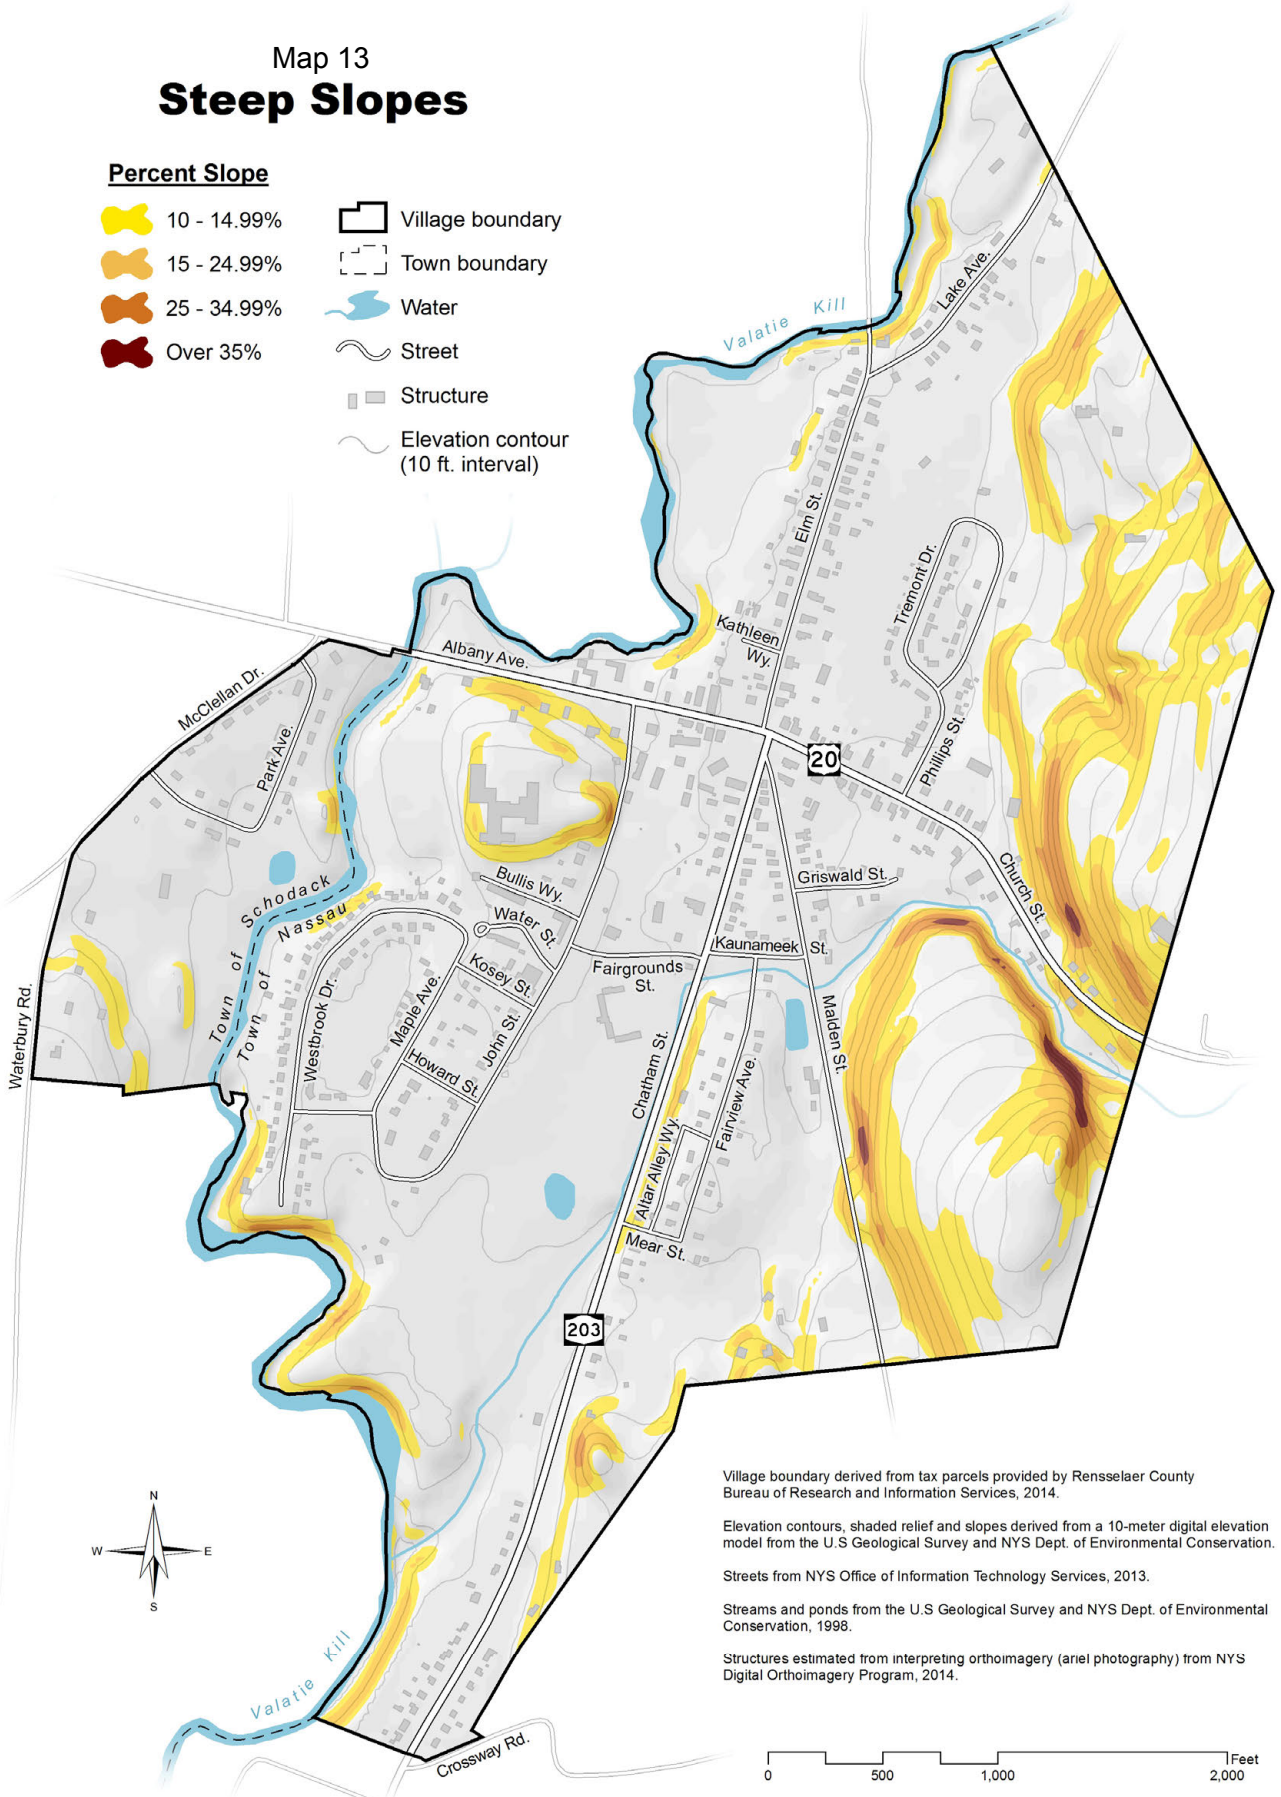 Map 13
Steep Slopes
Percent Slope
10 - 14.99%
15 - 24.99%
25 - 34.99%
Over 35%
Village boundary
Town boundary
Water
Street
Structure
Elevation contour
(10 ft. interval)
Valatie Kill
Lake Ave.
Elm St.
Tremont Dr.
Kathleen
Wy.
Albany Ave.
McClellan Dr.
Park Ave.
20
Phillips St.
Church St.
Griswald St.
Bullis Wy.
Water St.
Town of Schodack
Town of Nassau
Kaunameek St.
Fairgrounds
St.
Kosey St.
Maple Ave.
Westbrook Dr.
John St.
Howard St.
Waterbury Rd.
Malden St.
Chatham St.
Fairview Ave.
Altar Alley Wy.
Mear St.
203
N
W
E
S
Valatie Kill
Crossway Rd.
Village boundary derived from tax parcels provided by Rensselaer County
Bureau of Research and Information Services, 2014.
Elevation contours, shaded relief and slopes derived from a 10-meter digital elevation
model from the U.S Geological Survey and NYS Dept. of Environmental Conservation.
Streets from NYS Office of Information Technology Services, 2013.
Streams and ponds from the U.S Geological Survey and NYS Dept. of Environmental
Conservation, 1998.
Structures estimated from interpreting orthoimagery (ariel photography) from NYS
Digital Orthoimagery Program, 2014.
Feet
0
500
1,000
2,000